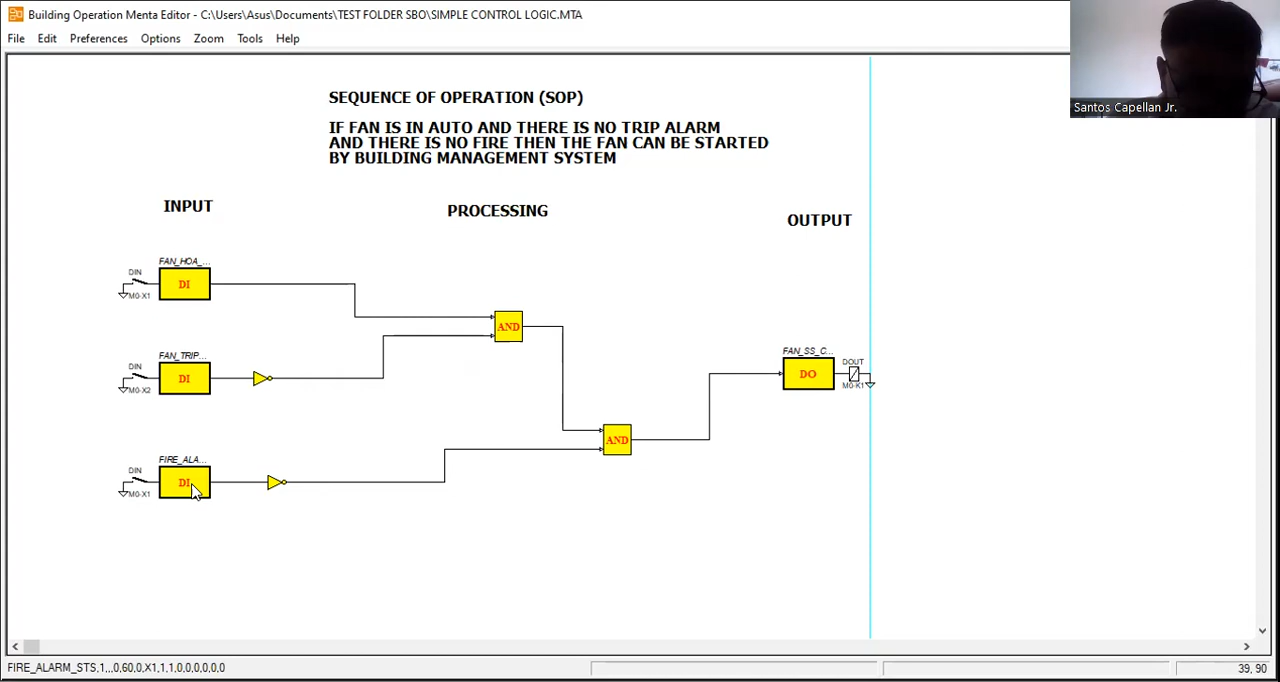 Building Operation Menta Editor - C:\Users\Asus\Documents\TEST FOLDER SBO\SIMPLE CONTROL LOGIC.MTA
File Edit Preferences Options Zoom Tools Help
Santos Capellan Jr.
SEQUENCE OF OPERATION (SOP)
IF FAN IS IN AUTO AND THERE IS NO TRIP ALARM
AND THERE IS NO FIRE THEN THE FAN CAN BE STARTED
BY BUILDING MANAGEMENT SYSTEM
INPUT
PROCESSING
OUTPUT
FAN_HOA_...
DIN
DI
M0-X1
AND
FAN_TRIP...
DIN
DI
M0-X2
FAN_SS_C...
DO
DOUT
M0-K1
AND
FIRE_ALA...
DIN
DI
M0-X1
FIRE_ALARM_STS,1,,,0,60,0,X1,1,1,0,0,0,0,0,0
39, 90